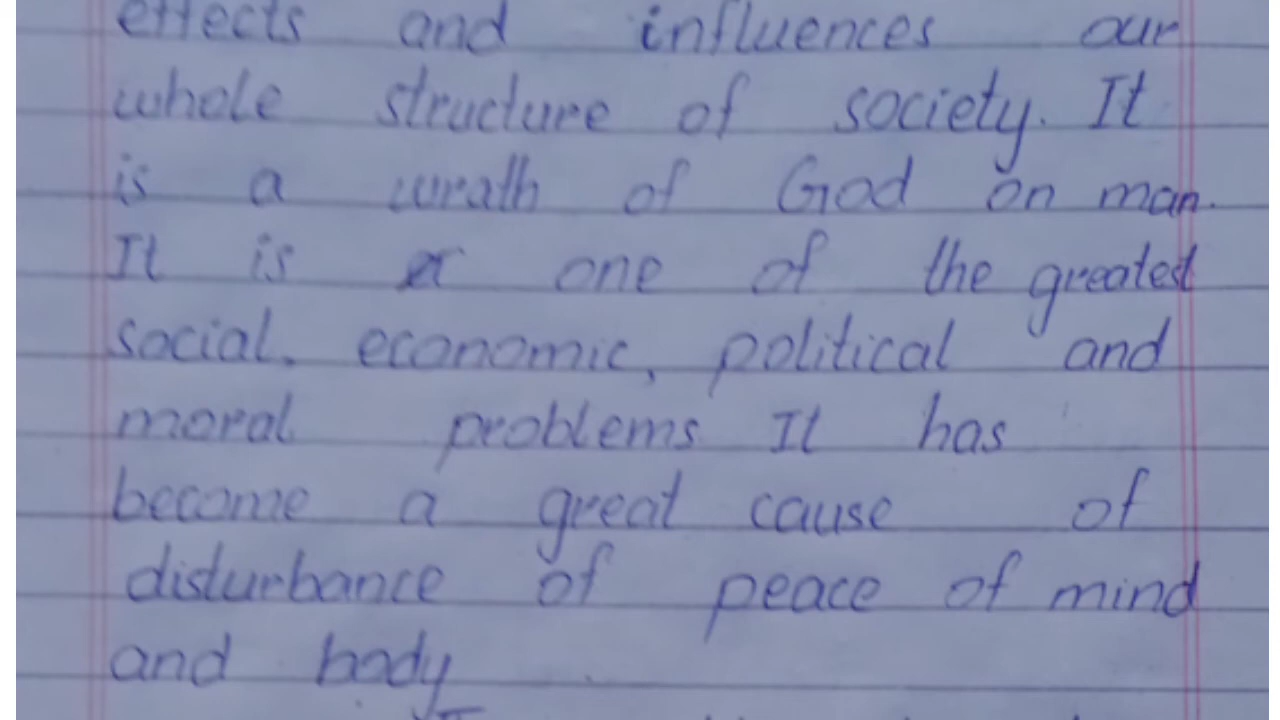 effects and influences our
whole structure of society. It
is a wrath of God on man.
It is one of the greatest
social, economic, political and
moral problems It has
become a great cause of
disturbance of peace of mind
and body